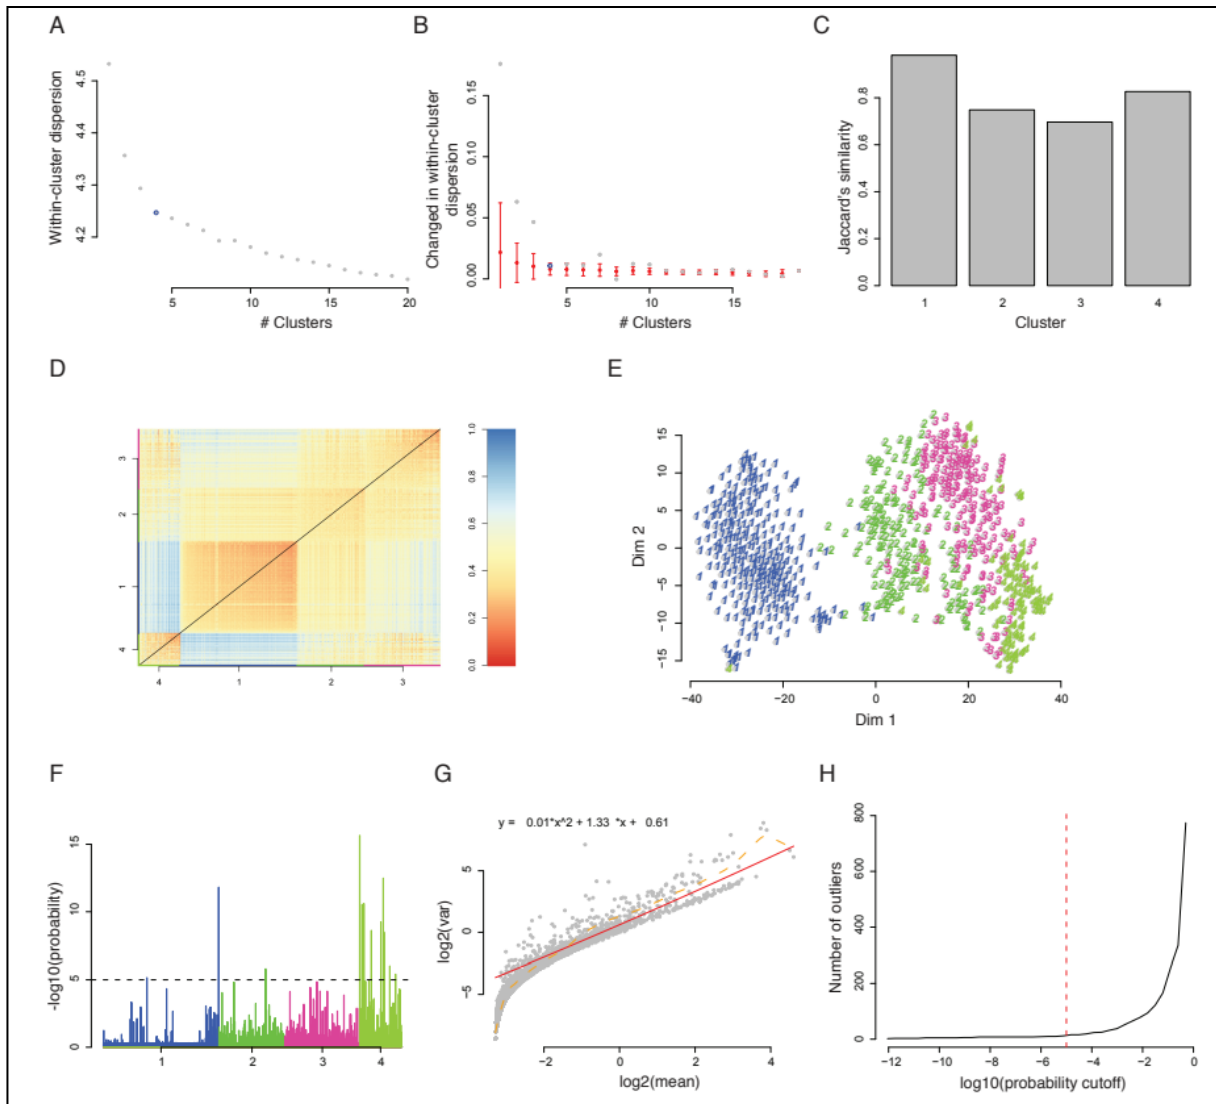 A
Within-cluster dispersion
4.5
4.4
4.3
4.2
5 10 15 20
# Clusters
B
Changed in within-cluster
dispersion
0.15
0.10
0.05
0.00
5 10 15
# Clusters
C
Jaccard's similarity
0.8
0.6
0.4
0.2
0.0
1 2 3 4
Cluster
D
3
2
1
4
4 1 2 3
1.0
0.8
0.6
0.4
0.2
0.0
E
Dim 2
15
10
5
0
−5
−10
−15
−40 −20 0 20 40
Dim 1
F
-log10(probability)
15
10
5
0
1 2 3 4
G
y = 0.01*x^2 + 1.33 *x + 0.61
log2(var)
5
0
−5
−2 0 2 4
log2(mean)
H
Number of outliers
800
600
400
200
0
−12 −10 −8 −6 −4 −2 0
log10(probability cutoff)